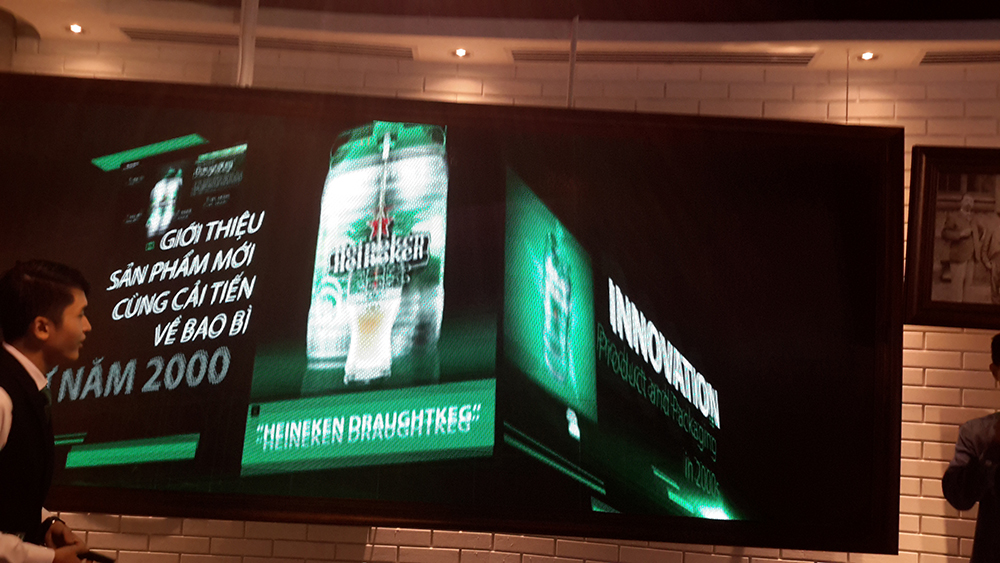 GIỚI THIỆU
SẢN PHẨM MỚI
CÙNG CẢI TIẾN
VỀ BAO BÌ
NĂM 2000
Heineken
"HEINEKEN DRAUGHTKEG"
INNOVATION
(Product and Packaging
in 2000s